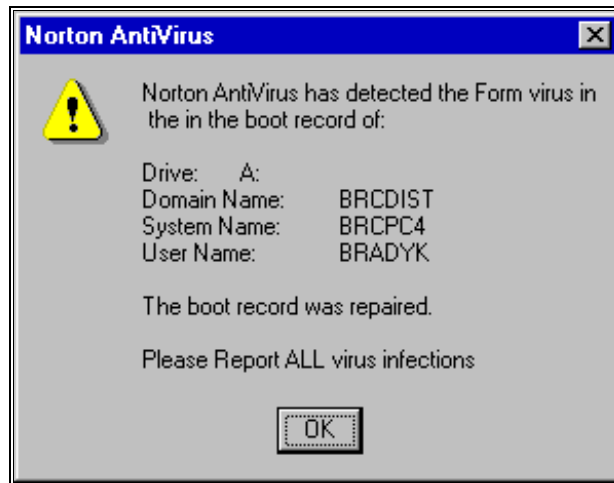 Norton AntiVirus
Norton AntiVirus has detected the Form virus in
the in the boot record of:
Drive: A:
Domain Name: BRCDIST
System Name: BRCPC4
User Name: BRADYK
The boot record was repaired.
Please Report ALL virus infections
OK